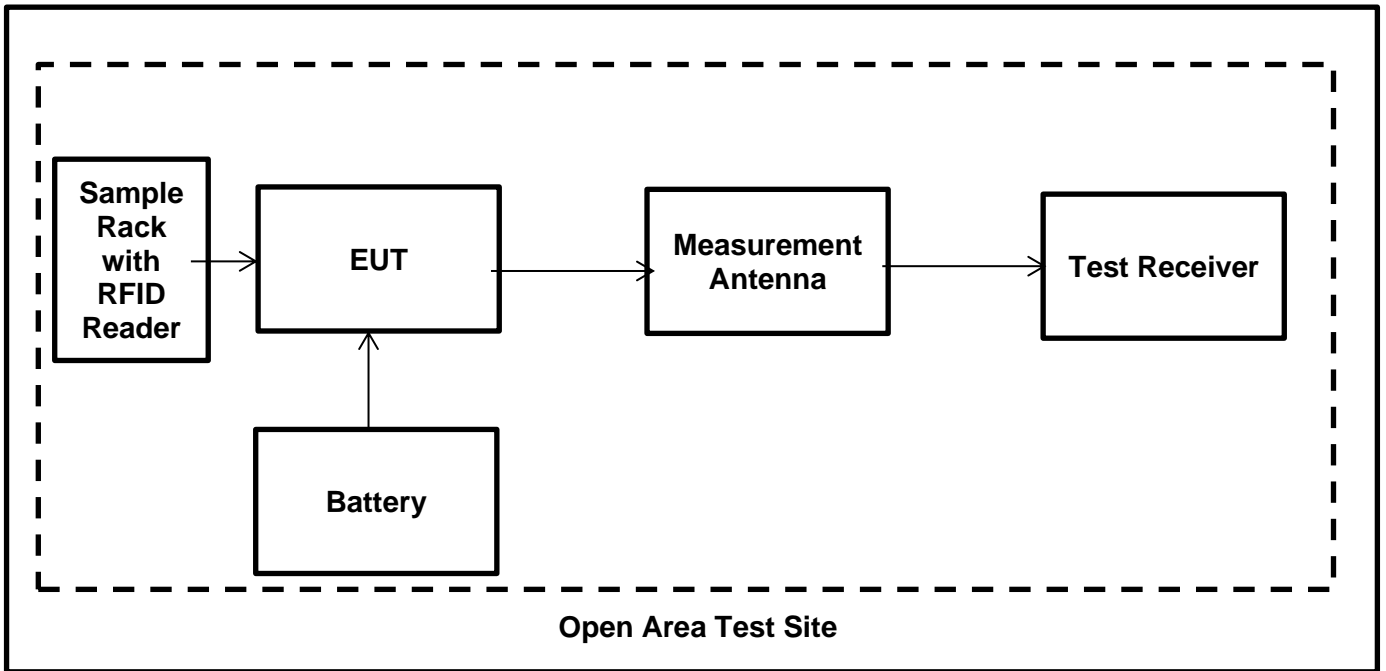 Sample
Rack
with
RFID
Reader
EUT
Measurement
Antenna
Test Receiver
Battery
Open Area Test Site